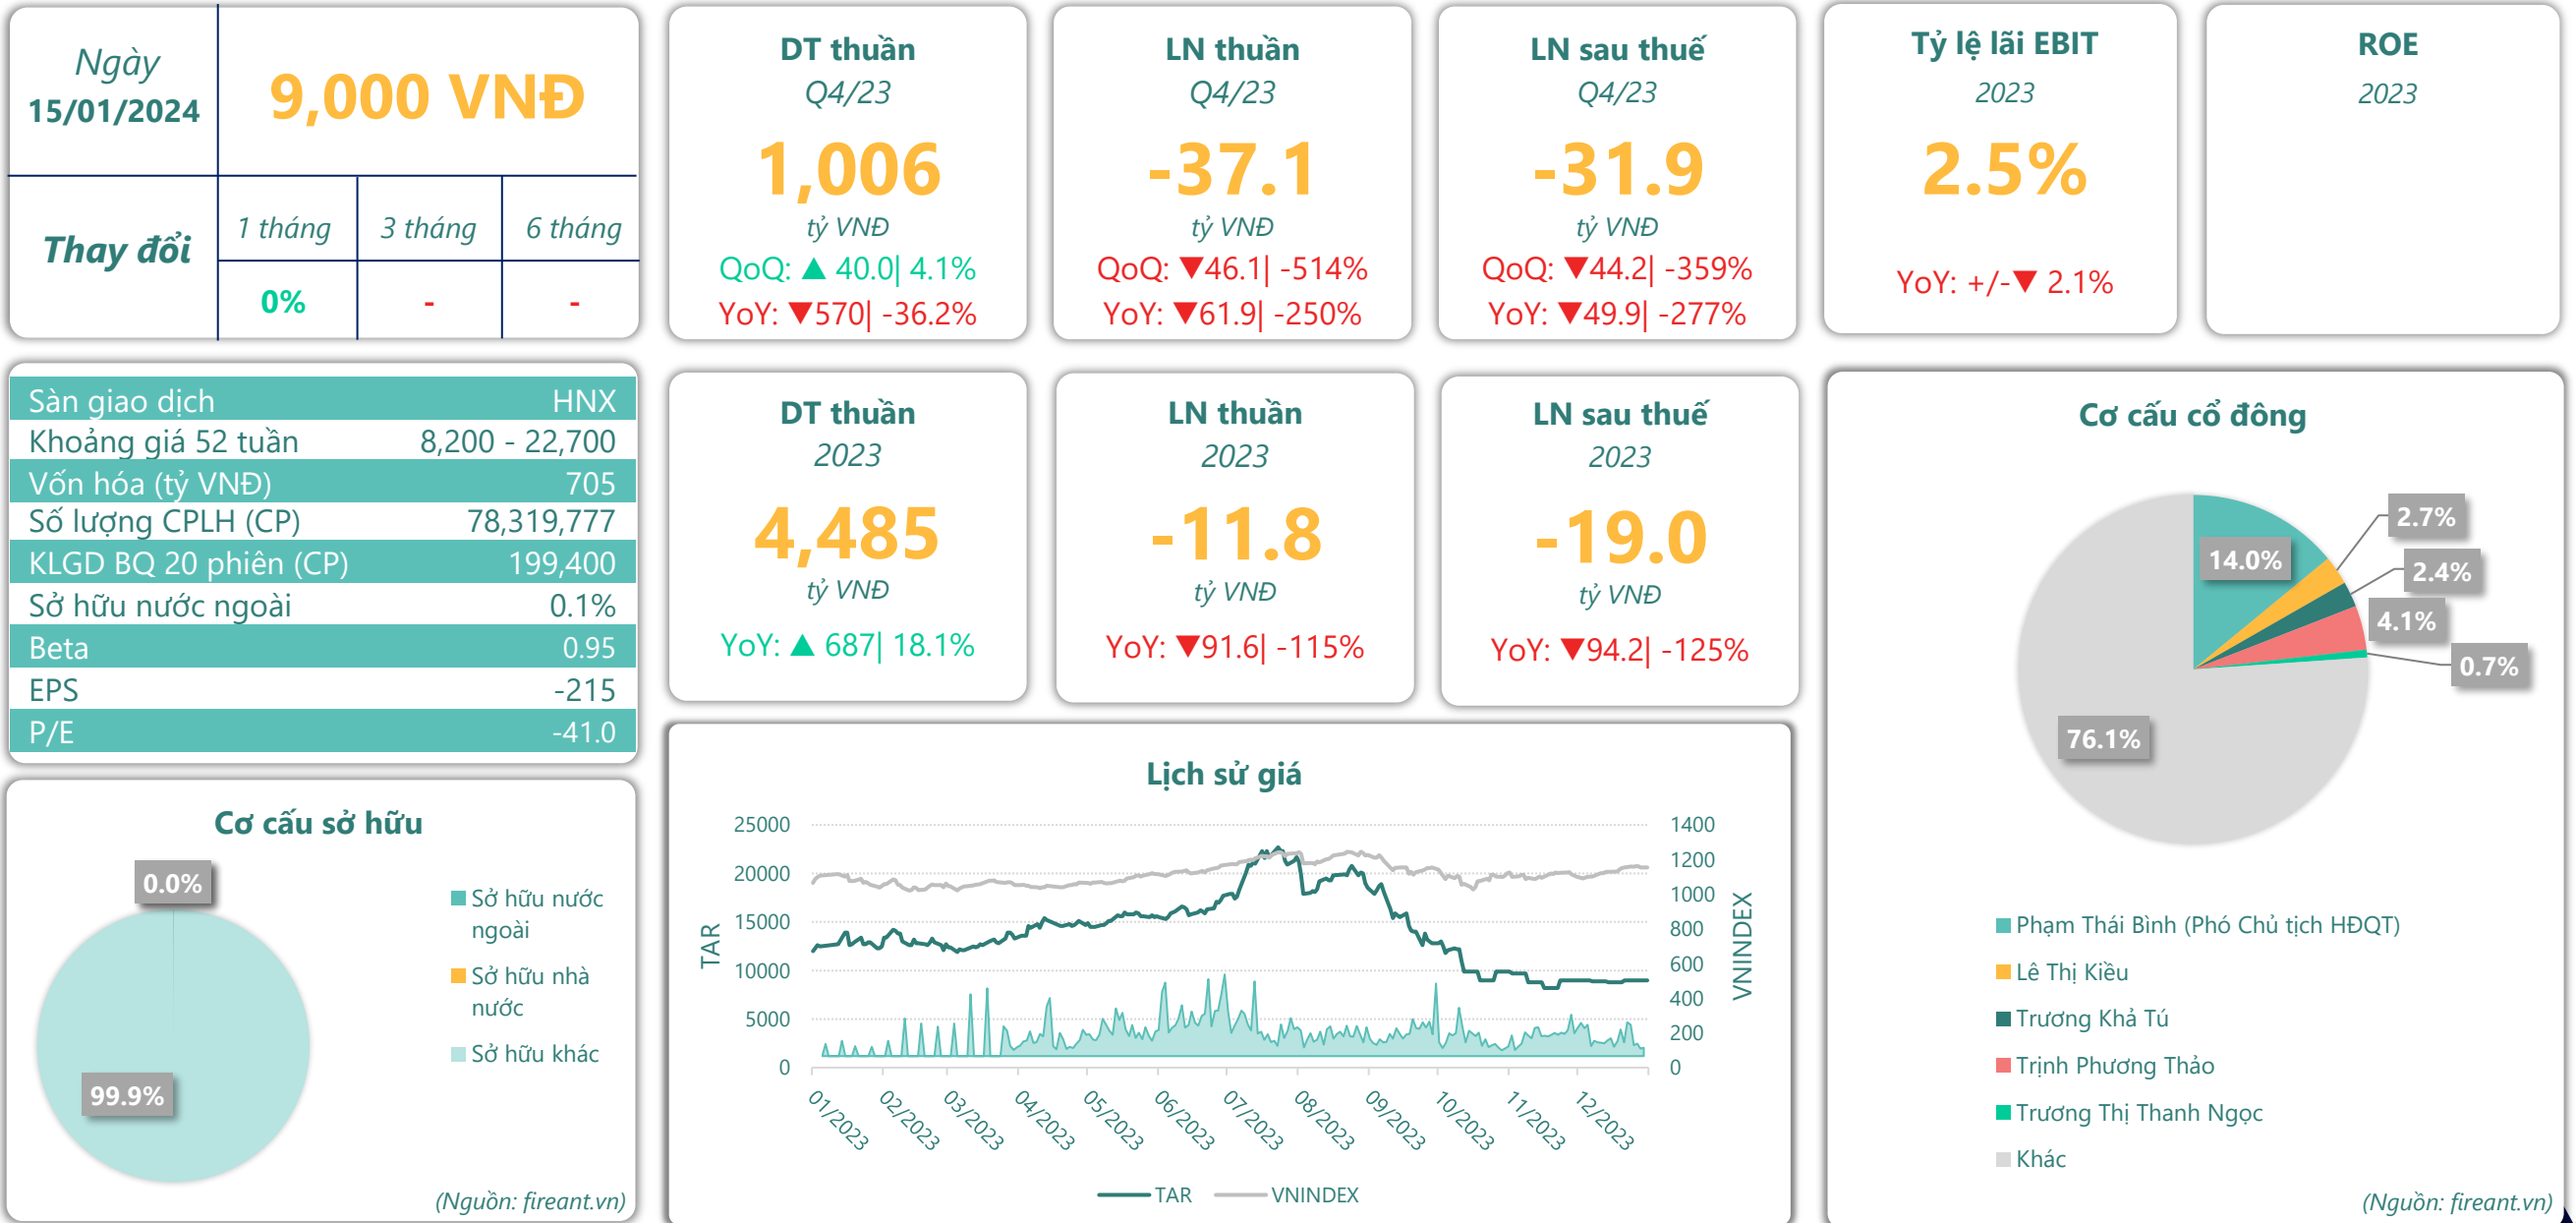 Ngày
15/01/2024
9,000 VNĐ
Thay đổi
1 tháng
3 tháng
6 tháng
0%
-
-
DT thuần
Q4/23
1,006
tỷ VNĐ
QoQ: ▲ 40.0| 4.1%
YoY: ▼570| -36.2%
LN thuần
Q4/23
-37.1
tỷ VNĐ
QoQ: ▼46.1| -514%
YoY: ▼61.9| -250%
LN sau thuế
Q4/23
-31.9
tỷ VNĐ
QoQ: ▼44.2| -359%
YoY: ▼49.9| -277%
Tỷ lệ lãi EBIT
2023
2.5%
YoY: +/-▼ 2.1%
ROE
2023
Sàn giao dịch HNX
Khoảng giá 52 tuần 8,200 - 22,700
Vốn hóa (tỷ VNĐ) 705
Số lượng CPLH (CP) 78,319,777
KLGD BQ 20 phiên (CP) 199,400
Sở hữu nước ngoài 0.1%
Beta 0.95
EPS -215
P/E -41.0
DT thuần
2023
4,485
tỷ VNĐ
YoY: ▲ 687| 18.1%
LN thuần
2023
-11.8
tỷ VNĐ
YoY: ▼91.6| -115%
LN sau thuế
2023
-19.0
tỷ VNĐ
YoY: ▼94.2| -125%
Cơ cấu sở hữu
0.0%
99.9%
Sở hữu nước
ngoài
Sở hữu nhà
nước
Sở hữu khác
(Nguồn: fireant.vn)
Lịch sử giá
TAR
25000
20000
15000
10000
5000
0
1400
1200
1000
800
600
400
200
0
VNINDEX
01/2023
02/2023
03/2023
04/2023
05/2023
06/2023
07/2023
08/2023
09/2023
10/2023
11/2023
12/2023
TAR
VNINDEX
Cơ cấu cổ đông
14.0%
2.7%
2.4%
4.1%
0.7%
76.1%
Phạm Thái Bình (Phó Chủ tịch HĐQT)
Lê Thị Kiều
Trương Khả Tú
Trịnh Phương Thảo
Trương Thị Thanh Ngọc
Khác
(Nguồn: fireant.vn)